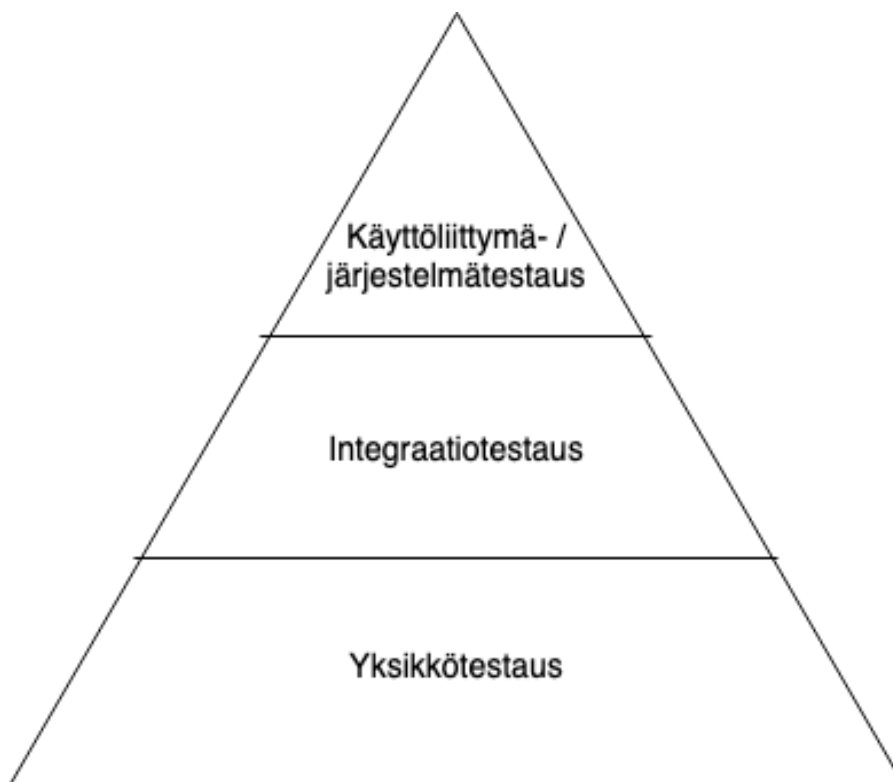 Käyttöliittymä- /
järjestelmätestaus
Integraatiotestaus
Yksikkötestaus